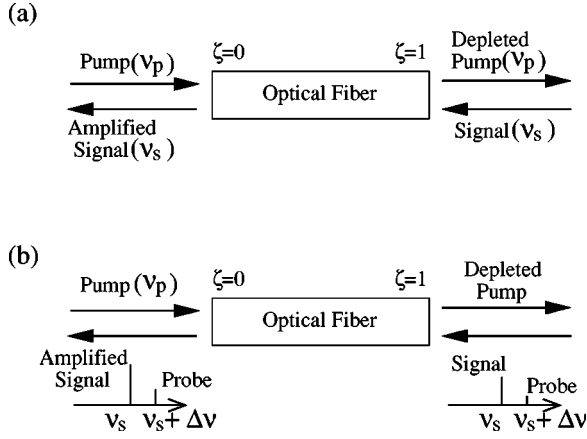 (a)
ζ=0
ζ=1
Pump(νp)
Depleted
Pump(νp)
Optical Fiber
Amplified
Signal(νs)
Signal(νs)
(b)
Pump(νp)
ζ=0
ζ=1
Depleted
Pump
Optical Fiber
Amplified
Signal
Probe
νs
νs+ Δν
Signal
Probe
νs
νs+ Δν